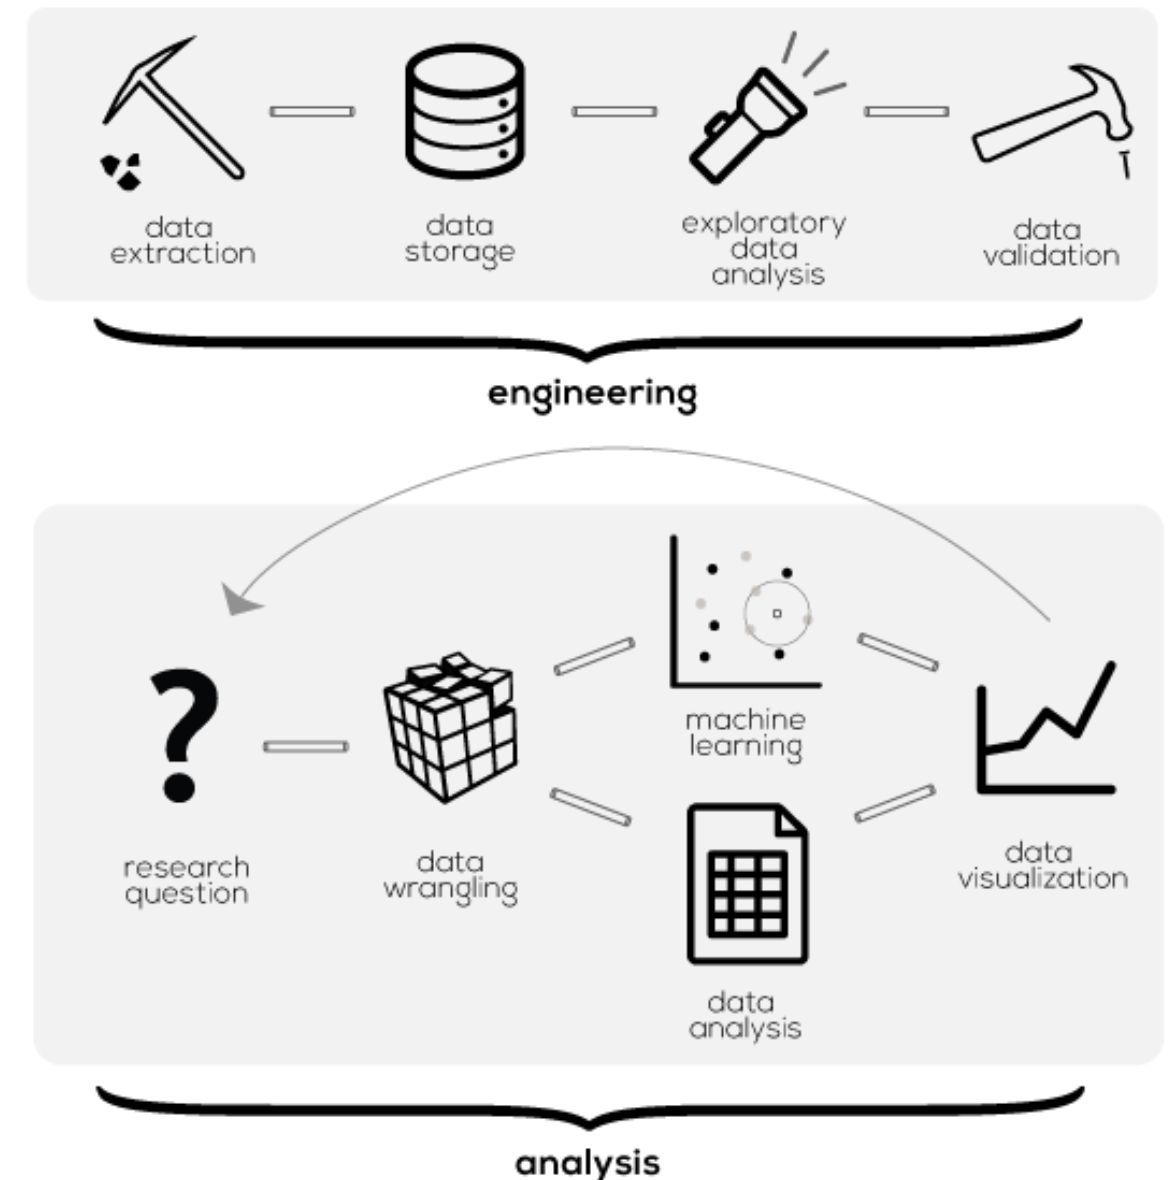 data
extraction
data
storage
exploratory
data
analysis
data
validation
engineering
machine
learning
research
question
data
wrangling
data
visualization
data
analysis
analysis